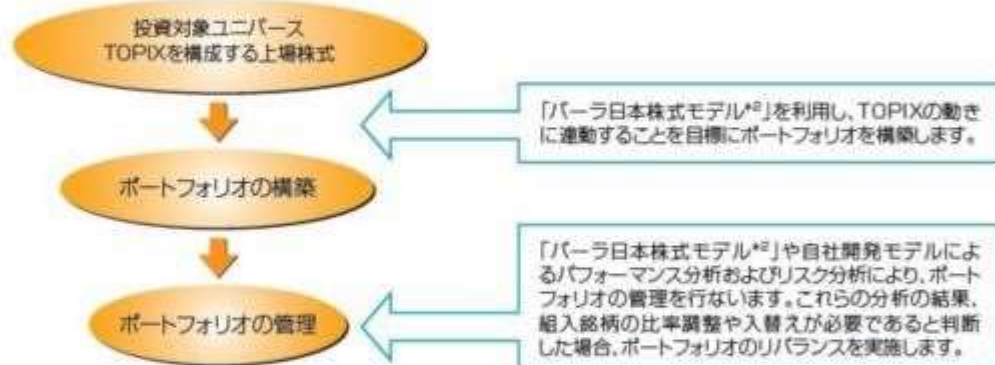 投資対象ユニバース
TOPIXを構成する上場株式
「バーラ日本株式モデル*2」を利用し、TOPIXの動き
に連動することを目標にポートフォリオを構築します。
ポートフォリオの構築
「バーラ日本株式モデル*2」や自社開発モデルによ
るパフォーマンス分析およびリスク分析により、ポート
フォリオの管理を行ないます。これらの分析の結果、
組入銘柄の比率調整や入替えが必要であると判断
した場合、ポートフォリオのリバランスを実施します。
ポートフォリオの管理